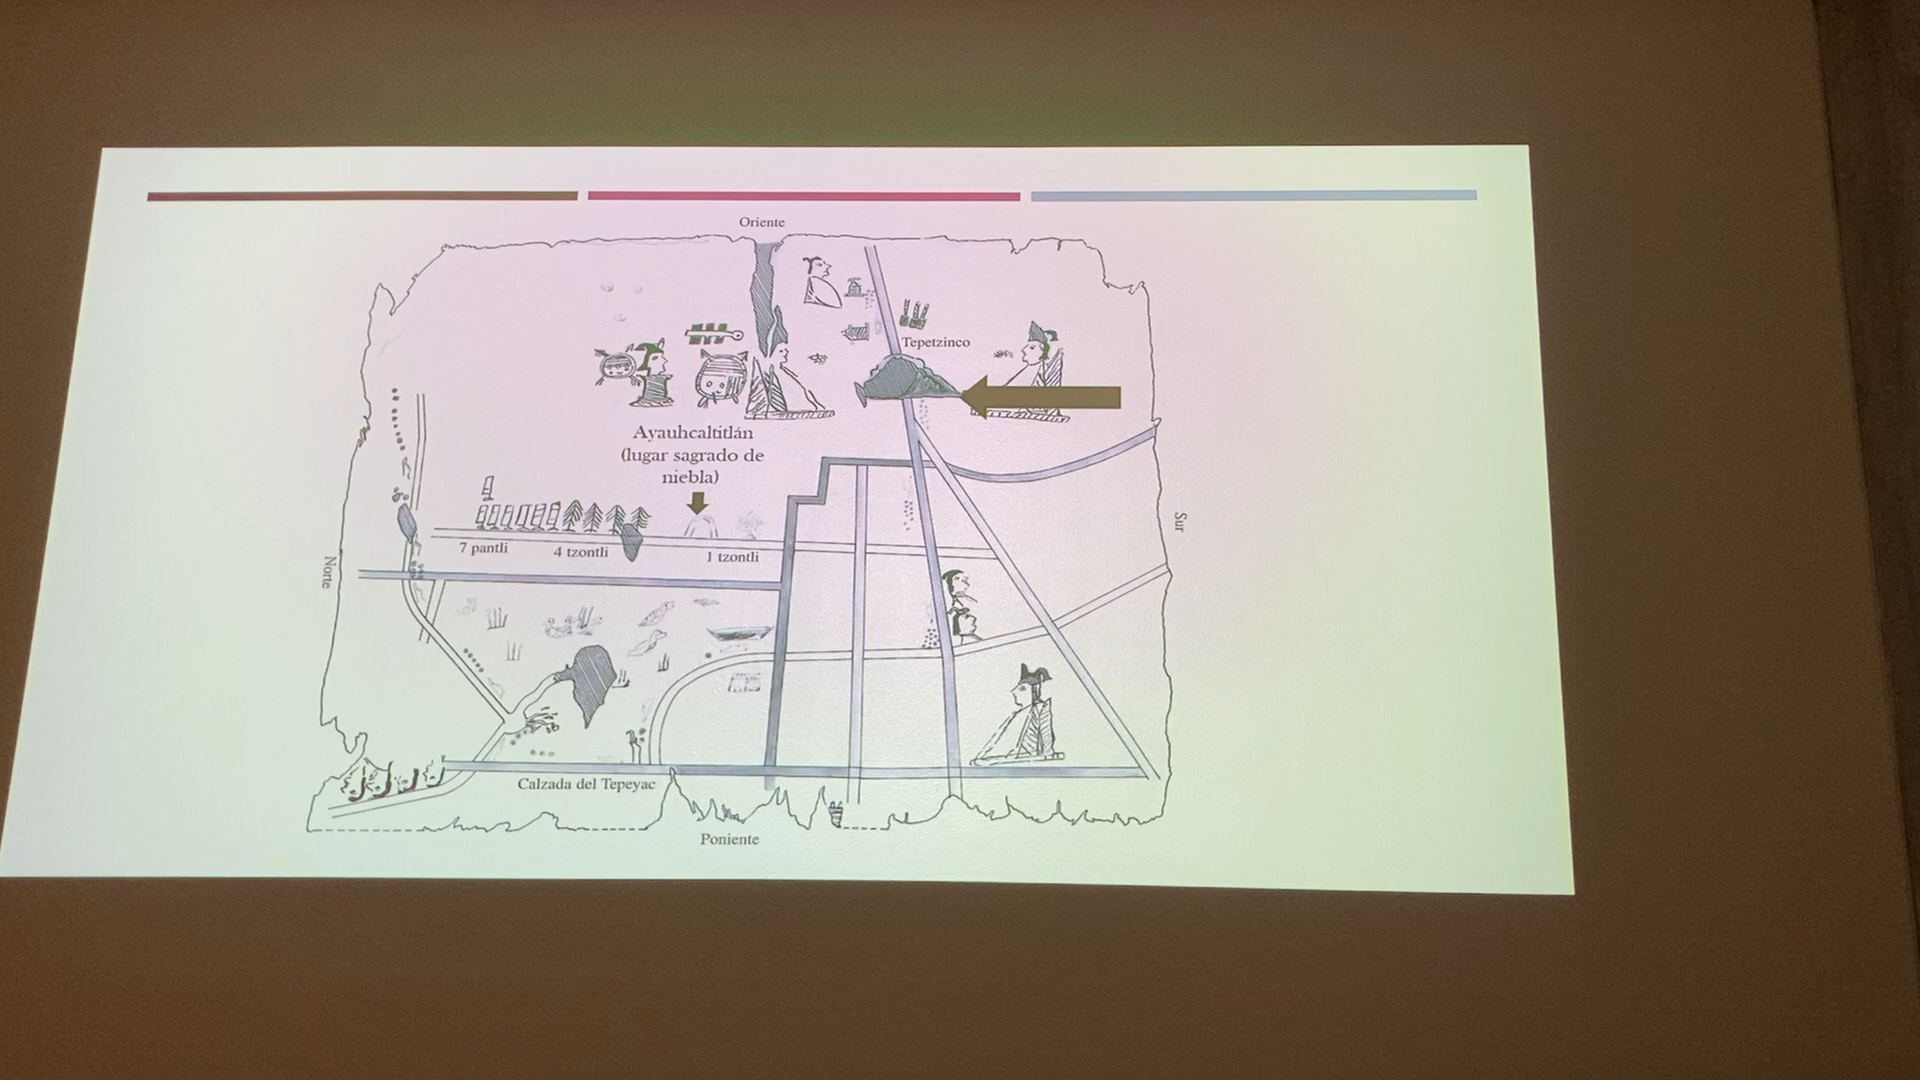 Oriente
Tepetzinco
Ayauhcaltitlán
(lugar sagrado de
niebla)
Sur
7 pantli
4 tzontli
1 tzontli
Norte
Calzada del Tepeyac
Poniente